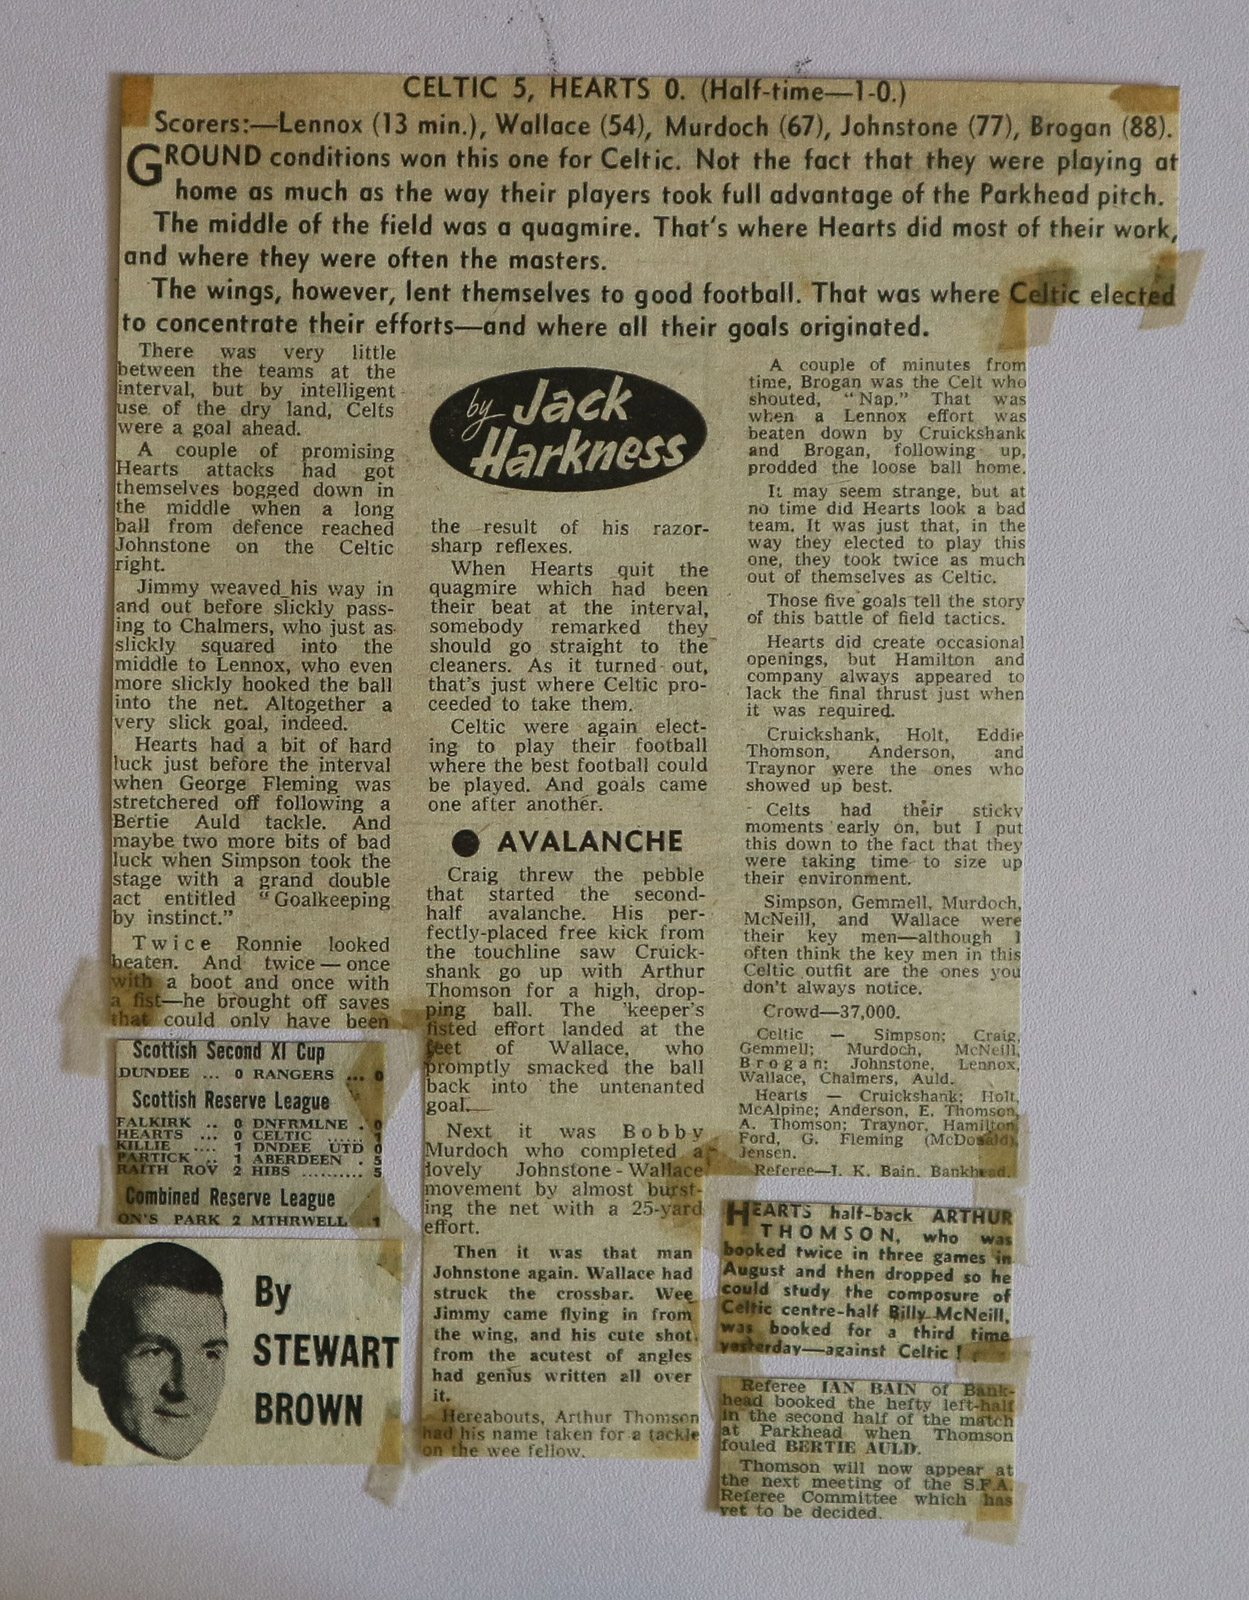 CELTIC 5, HEARTS 0. (Half-time—1-0.)
Scorers:—Lennox (13 min.), Wallace (54), Murdoch (67), Johnstone (77), Brogan (88).
GROUND conditions won this one for Celtic. Not the fact that they were playing at
home as much as the way their players took full advantage of the Parkhead pitch.
The middle of the field was a quagmire. That's where Hearts did most of their work,
and where they were often the masters.
The wings, however, lent themselves to good football. That was where Celtic elected
to concentrate their efforts—and where all their goals originated.
There was very little
between the teams at the
interval, but by intelligent
use of the dry land, Celts
were a goal ahead.
A couple of promising
Hearts attacks had got
themselves bogged down in
the middle when a long
ball from defence reached
Johnstone on the Celtic
right.
Jimmy weaved his way in
and out before slickly pass-
ing to Chalmers, who just as
slickly squared into the
middle to Lennox, who even
more slickly hooked the ball
into the net. Altogether a
very slick goal, indeed.
Hearts had a bit of hard
luck just before the interval
when George Fleming was
stretchered off following a
Bertie Auld tackle. And
maybe two more bits of bad
luck when Simpson took the
stage with a grand double
act entitled "Goalkeeping
by instinct."
Twice Ronnie looked
beaten. And twice—once
with a boot and once with
a fist—he brought off saves
that could only have been
by Jack
Harkness
the result of his razor-
sharp reflexes.
When Hearts quit the
quagmire which had been
their beat at the interval,
somebody remarked they
should go straight to the
cleaners. As it turned out,
that's just where Celtic pro-
ceeded to take them.
Celtic were again elect-
ing to play their football
where the best football could
be played. And goals came
one after another.
● AVALANCHE
Craig threw the pebble
that started the second-
half avalanche. His per-
fectly-placed free kick from
the touchline saw Cruick-
shank go up with Arthur
Thomson for a high, drop-
ping ball. The 'keeper's
fisted effort landed at the
feet of Wallace, who
promptly smacked the ball
back into the untenanted
goal.
Next it was Bobby
Murdoch who completed a
lovely Johnstone-Wallace
movement by almost burst-
ing the net with a 25-yard
effort.
Then it was that man
Johnstone again. Wallace had
struck the crossbar. Wee
Jimmy came flying in from
the wing, and his cute shot
from the acutest of angles
had genius written all over
it.
Hereabouts, Arthur Thomson
had his name taken for a tackle
on the wee fellow.
A couple of minutes from
time, Brogan was the Celt who
shouted, "Nap." That was
when a Lennox effort was
beaten down by Cruickshank
and Brogan, following up,
prodded the loose ball home.
It may seem strange, but at
no time did Hearts look a bad
team. It was just that, in the
way they elected to play this
one, they took twice as much
out of themselves as Celtic.
Those five goals tell the story
of this battle of field tactics.
Hearts did create occasional
openings, but Hamilton and
company always appeared to
lack the final thrust just when
it was required.
Cruickshank, Holt, Eddie
Thomson, Anderson, and
Traynor were the ones who
showed up best.
Celts had their sticky
moments early on, but I put
this down to the fact that they
were taking time to size up
their environment.
Simpson, Gemmell, Murdoch,
McNeill, and Wallace were
their key men—although I
often think the key men in this
Celtic outfit are the ones you
don't always notice.
Crowd—37,000.
Celtic — Simpson; Craig,
Gemmell; Murdoch, McNeill,
Brogan; Johnstone, Lennox,
Wallace, Chalmers, Auld.
Hearts — Cruickshank; Holt,
McAlpine; Anderson, E. Thomson,
A. Thomson; Traynor, Hamilton,
Ford, G. Fleming (McDonald),
Jensen.
Referee—I. K. Bain, Bankhead.
Scottish Second XI Cup
DUNDEE ... 0 RANGERS ... 0
Scottish Reserve League
FALKIRK .. 0 DNFRMLNE . 0
HEARTS ... 0 CELTIC .... 1
KILLIE .... 1 DNDEE UTD 0
PARTICK .. 1 ABERDEEN . 5
RAITH ROV 2 HIBS .......... 5
Combined Reserve League
ON'S PARK 2 MTHRWELL 1
By
STEWART
BROWN
HEARTS half-back ARTHUR
THOMSON, who was
booked twice in three games in
August and then dropped so he
could study the composure of
Celtic centre-half Billy McNeill,
was booked for a third time
yesterday—against Celtic !
Referee IAN BAIN of Bank-
head booked the hefty left-half
in the second half of the match
at Parkhead when Thomson
fouled BERTIE AULD.
Thomson will now appear at
the next meeting of the S.F.A.
Referee Committee which has
yet to be decided.